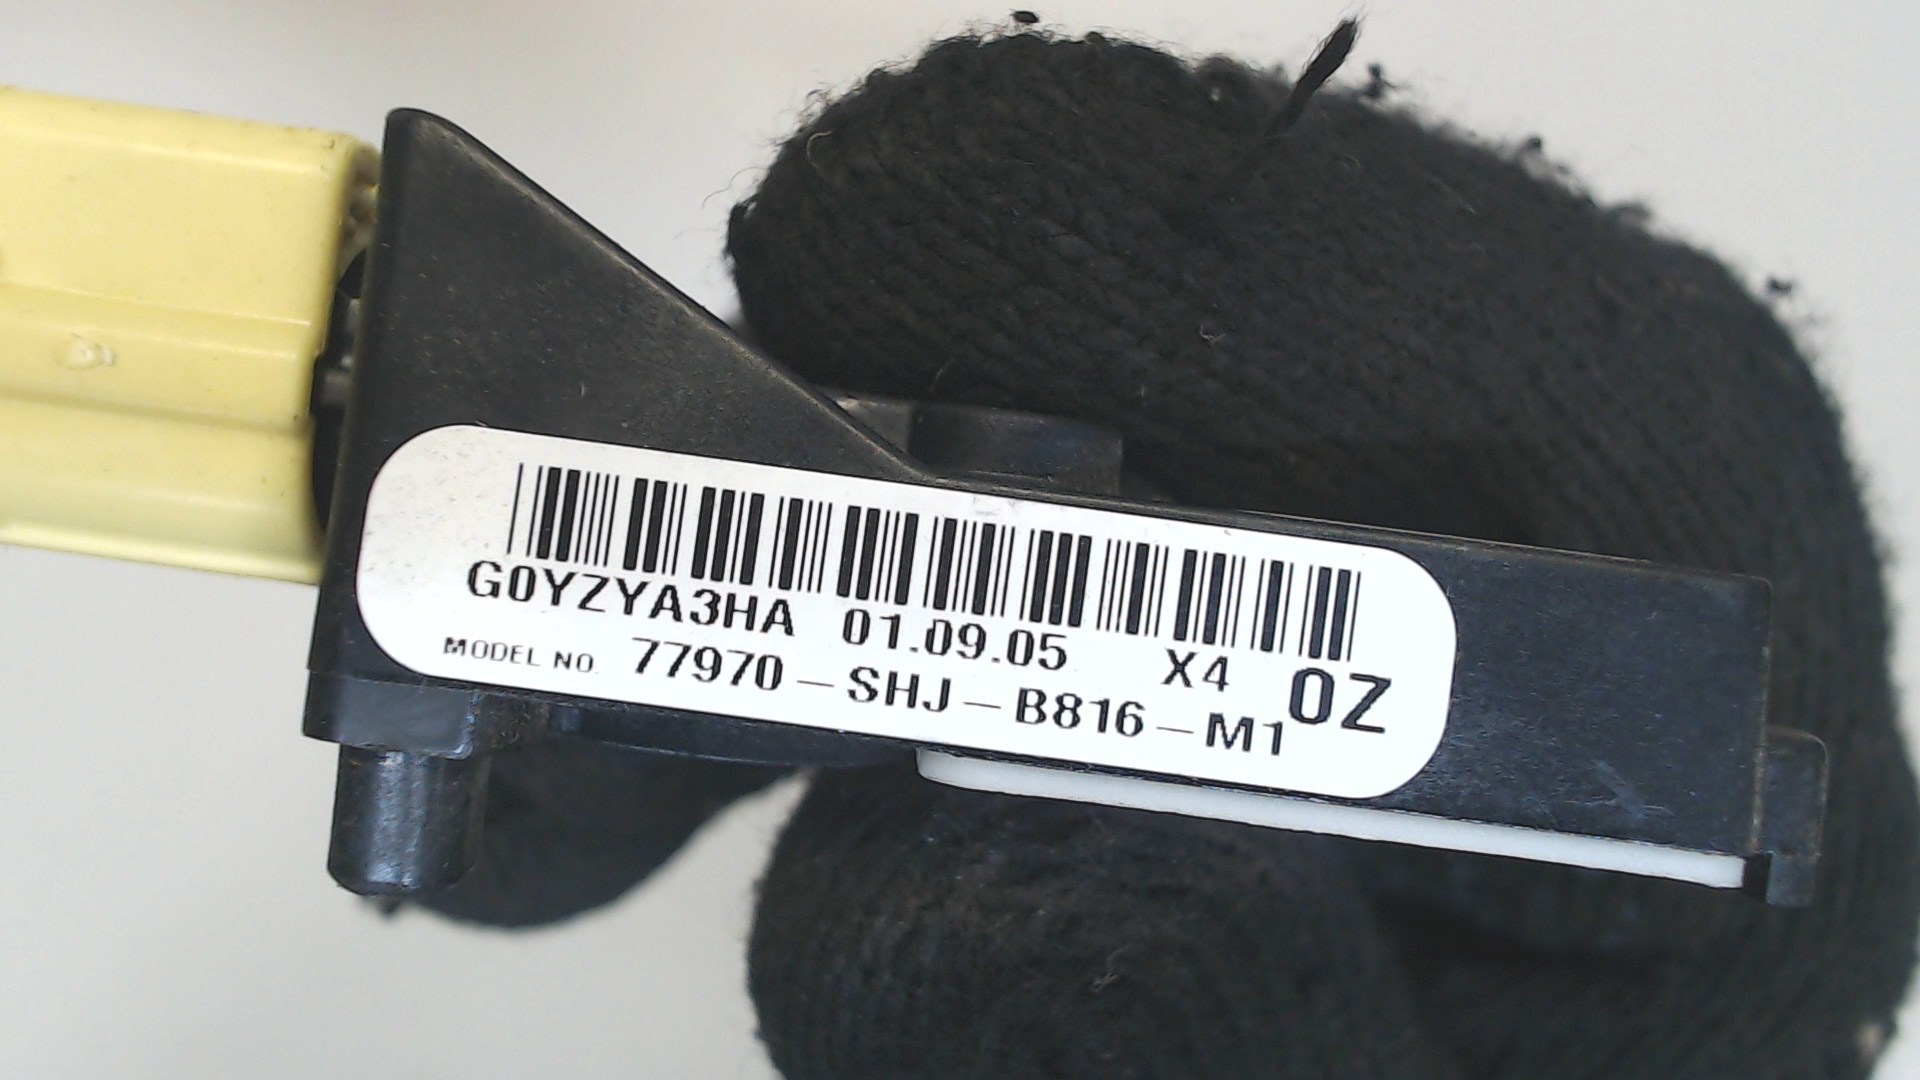 G0YZYA3HA 01.09.05 X4 0Z
MODEL NO. 77970-SHJ-B816-M1